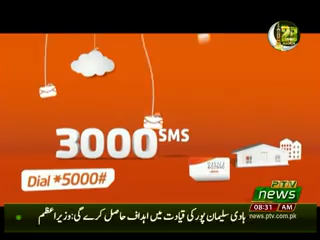 3000 SMS
Dial *5000#
PTV
news
08:31 AM
news.ptv.com.pk
ہادی سلیمان پور کی قیادت میں اہداف حاصل کرے گی:وزیراعظم